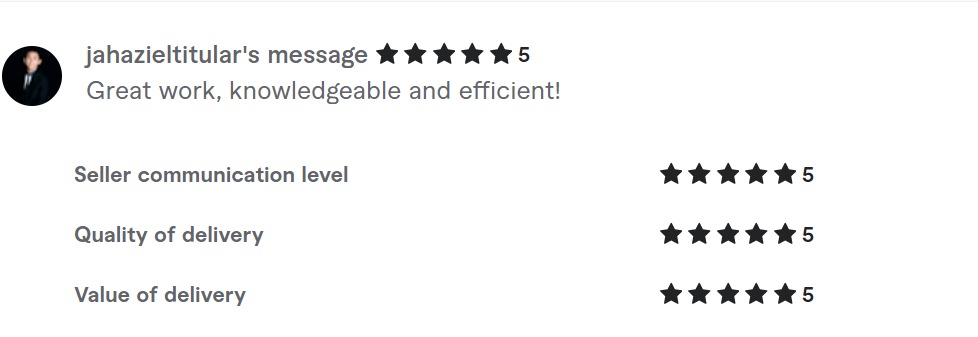 jahazieltitular's message ★★★★★ 5
Great work, knowledgeable and efficient!
Seller communication level ★★★★★ 5
Quality of delivery ★★★★★ 5
Value of delivery ★★★★★ 5